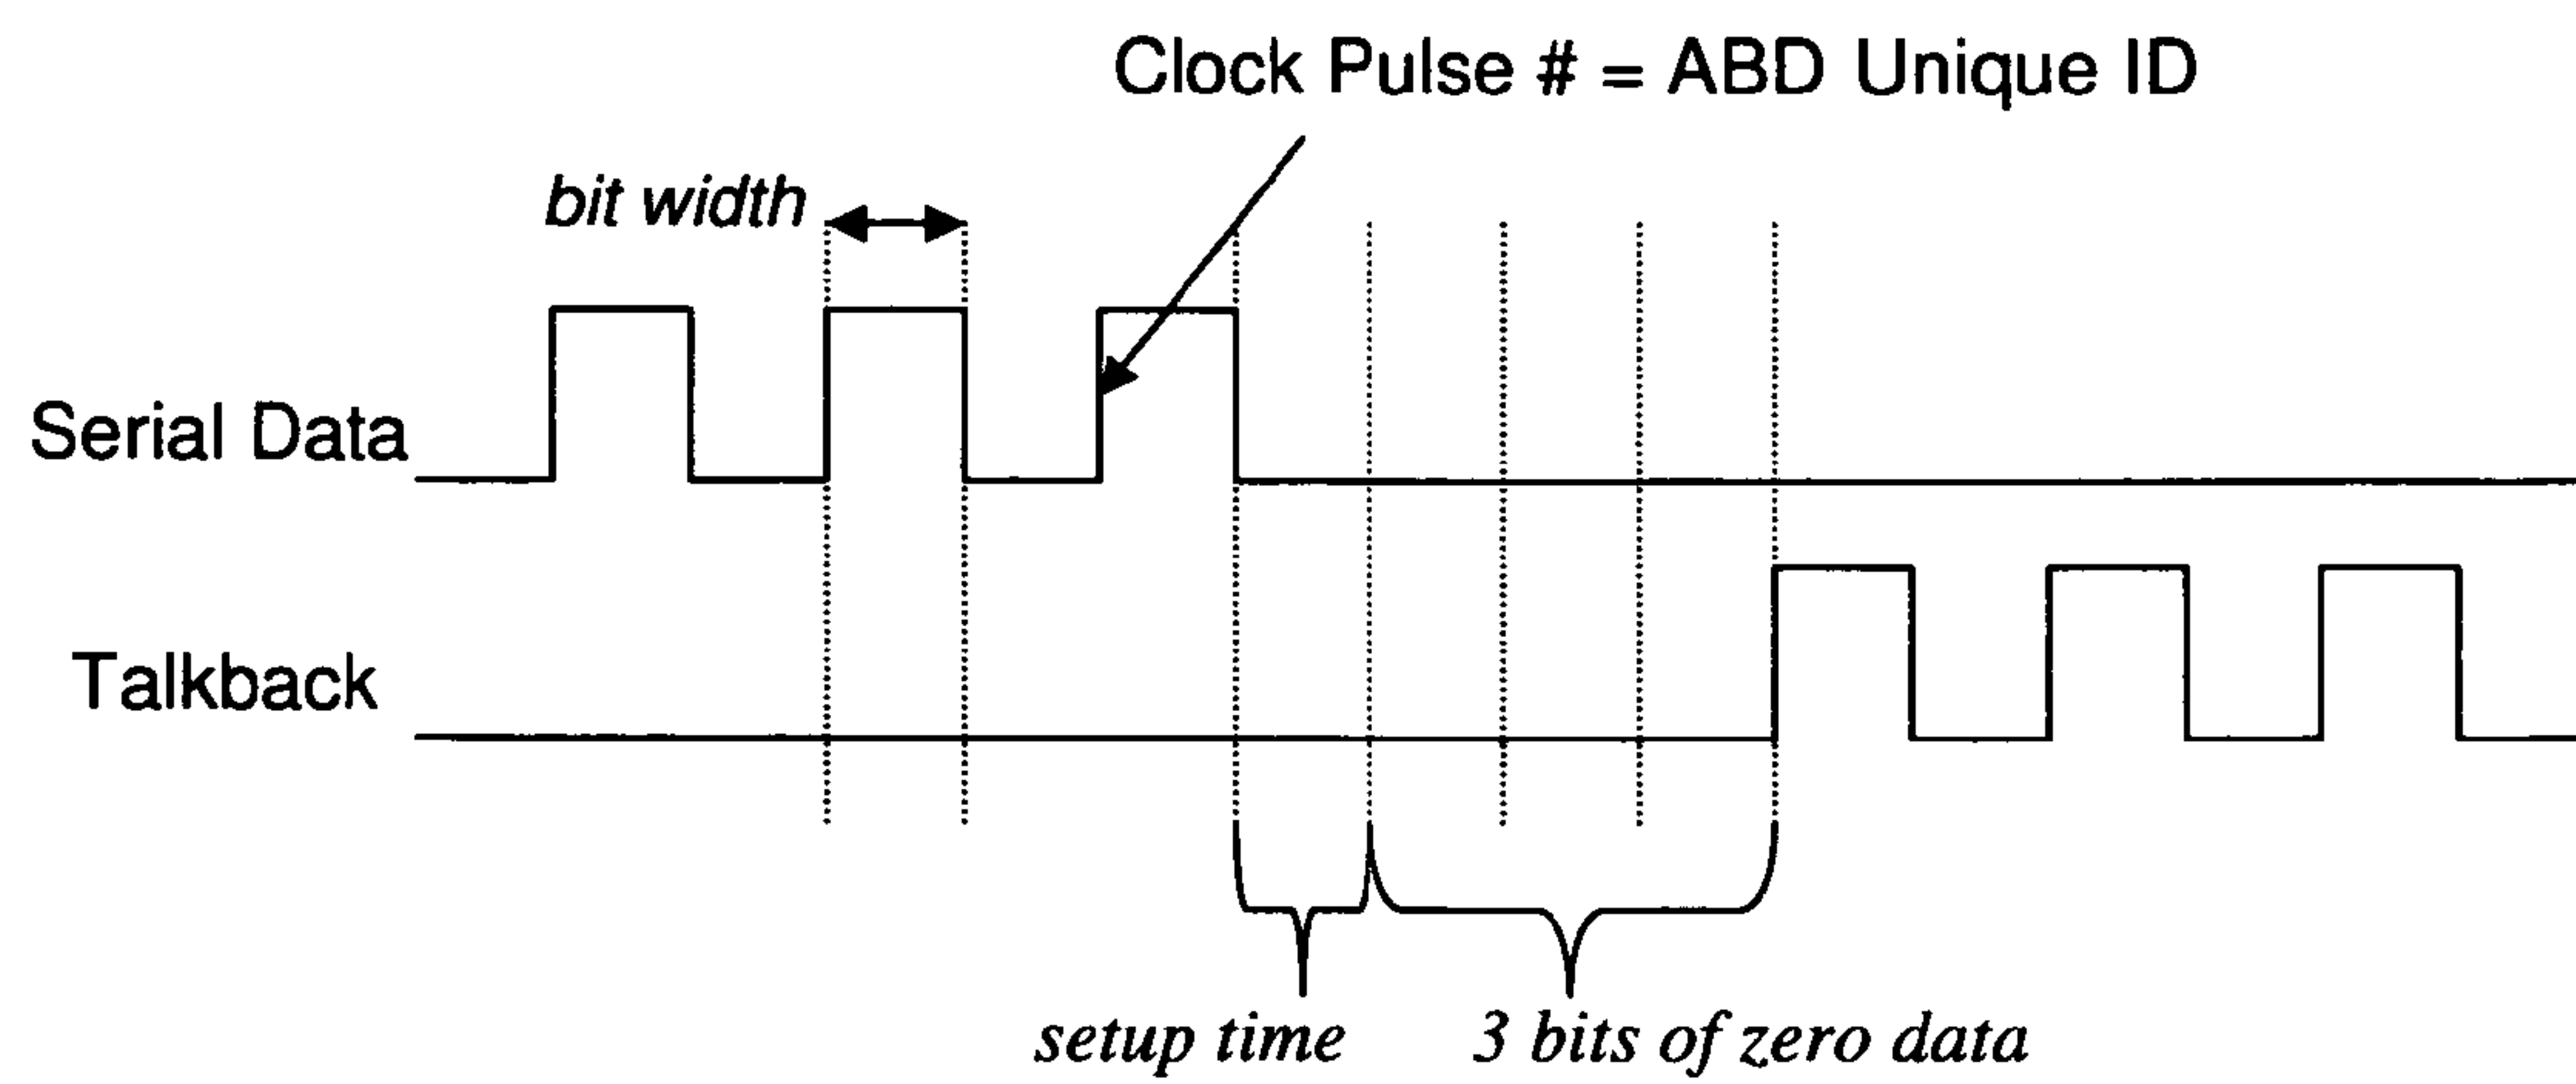 Clock Pulse # = ABD Unique ID
bit width
Serial Data
Talkback
setup time
3 bits of zero data